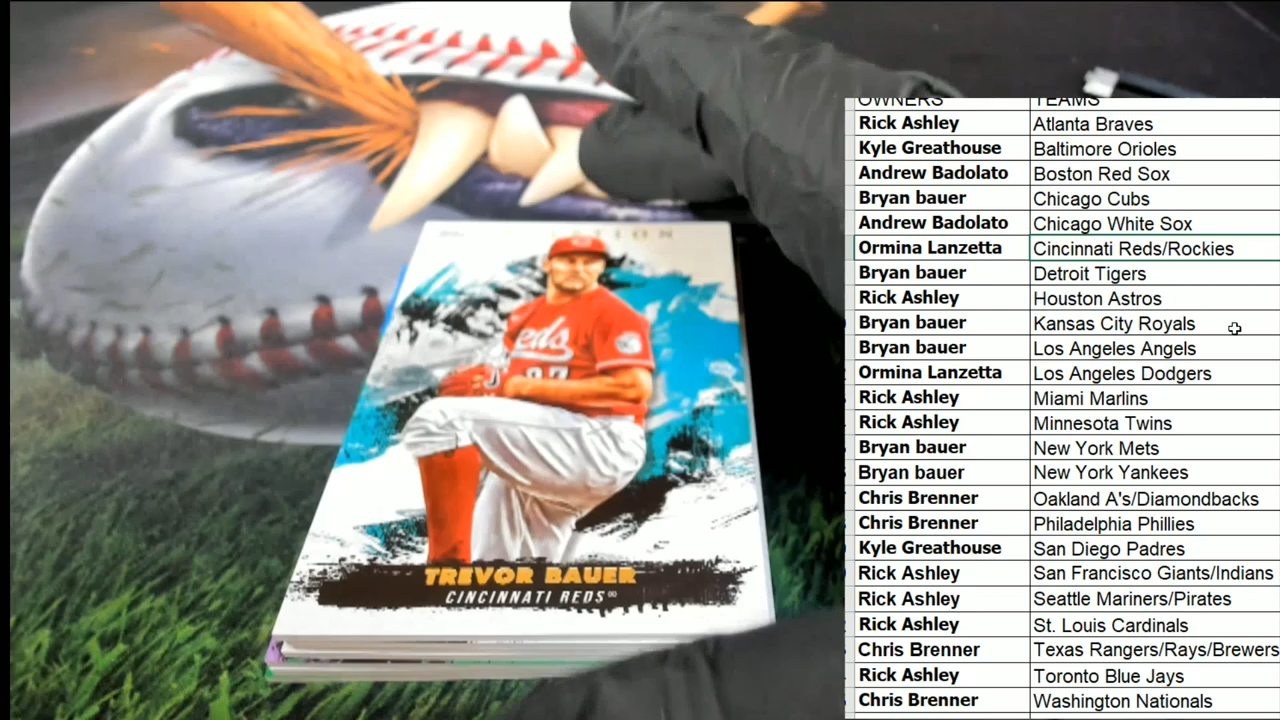 OWNERS TEAMS
Rick Ashley Atlanta Braves
Kyle Greathouse Baltimore Orioles
Andrew Badolato Boston Red Sox
Bryan bauer Chicago Cubs
Andrew Badolato Chicago White Sox
Ormina Lanzetta Cincinnati Reds/Rockies
Bryan bauer Detroit Tigers
Rick Ashley Houston Astros
Bryan bauer Kansas City Royals
Bryan bauer Los Angeles Angels
Ormina Lanzetta Los Angeles Dodgers
Rick Ashley Miami Marlins
Rick Ashley Minnesota Twins
Bryan bauer New York Mets
Bryan bauer New York Yankees
Chris Brenner Oakland A's/Diamondbacks
Chris Brenner Philadelphia Phillies
Kyle Greathouse San Diego Padres
Rick Ashley San Francisco Giants/Indians
Rick Ashley Seattle Mariners/Pirates
Rick Ashley St. Louis Cardinals
Chris Brenner Texas Rangers/Rays/Brewers
Rick Ashley Toronto Blue Jays
Chris Brenner Washington Nationals
eds
27
TREVOR BAUER
CINCINNATI REDS